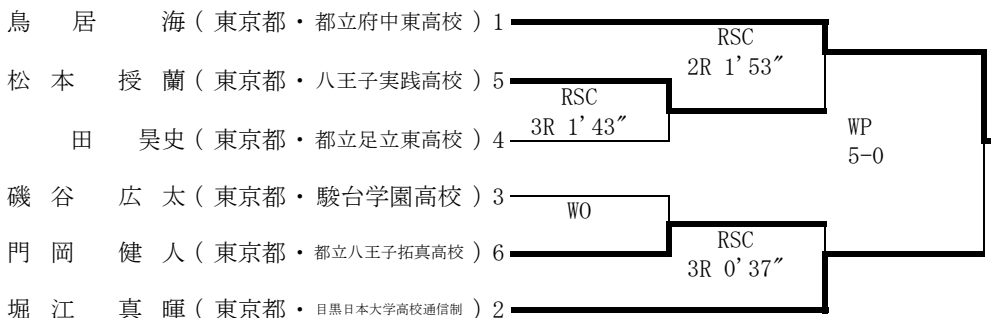 鳥 居 海 ( 東京都・都立府中東高校 ) 1
RSC
2R 1'53″
松 本 授 蘭 ( 東京都・八王子実践高校 ) 5
RSC
3R 1'43″
田 昊史 ( 東京都・都立足立東高校 ) 4
WP
5-0
磯 谷 広 太 ( 東京都・駿台学園高校 ) 3
WO
門 岡 健 人 ( 東京都・都立八王子拓真高校 ) 6
RSC
3R 0'37″
堀 江 真 暉 ( 東京都・目黒日本大学高校通信制 ) 2